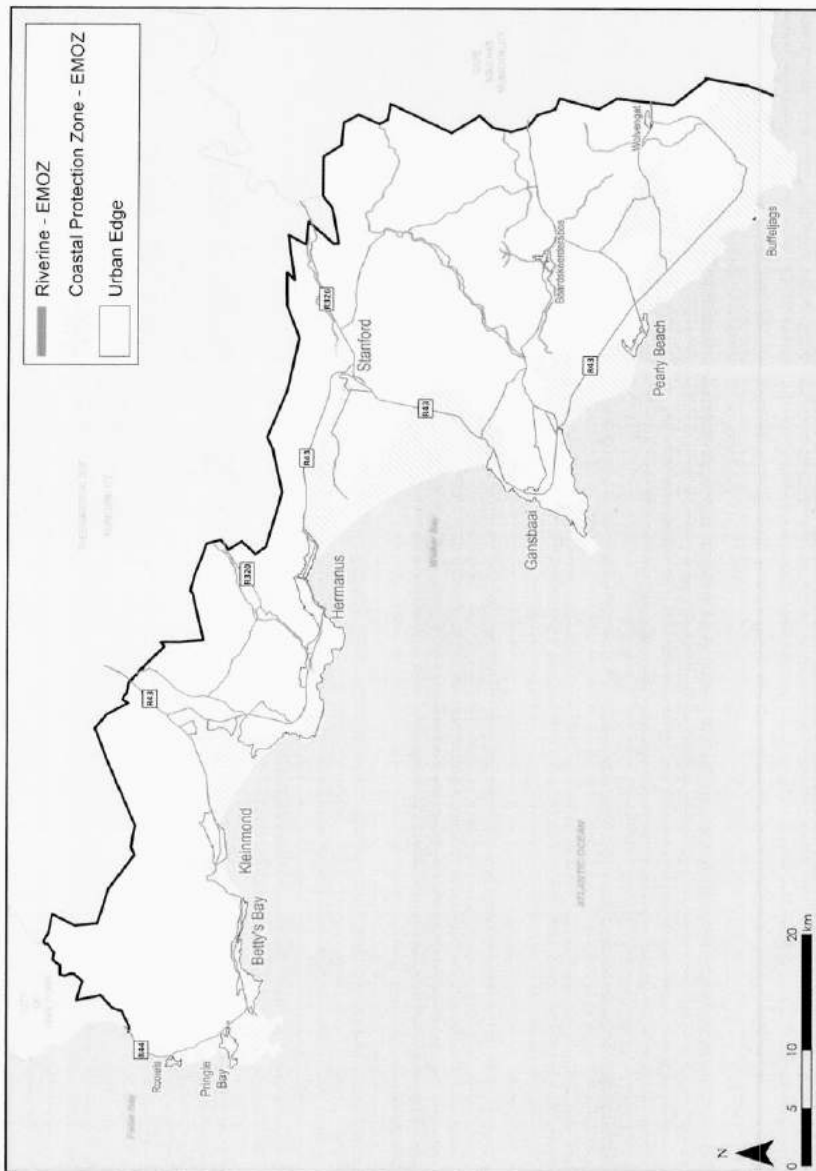 Riverine - EMOZ
Coastal Protection Zone - EMOZ
Urban Edge
R44
Rooiels
Pringle
Bay
Betty's Bay
Kleinmond
R43
R320
Hermanus
R43
R326
Stanford
R43
Gansbaai
R43
Baardskeerdersbos
Pearly Beach
Wolvengat
Buffeljags
Walker Bay
False Bay
ATLANTIC OCEAN
N
0 5 10 20
km